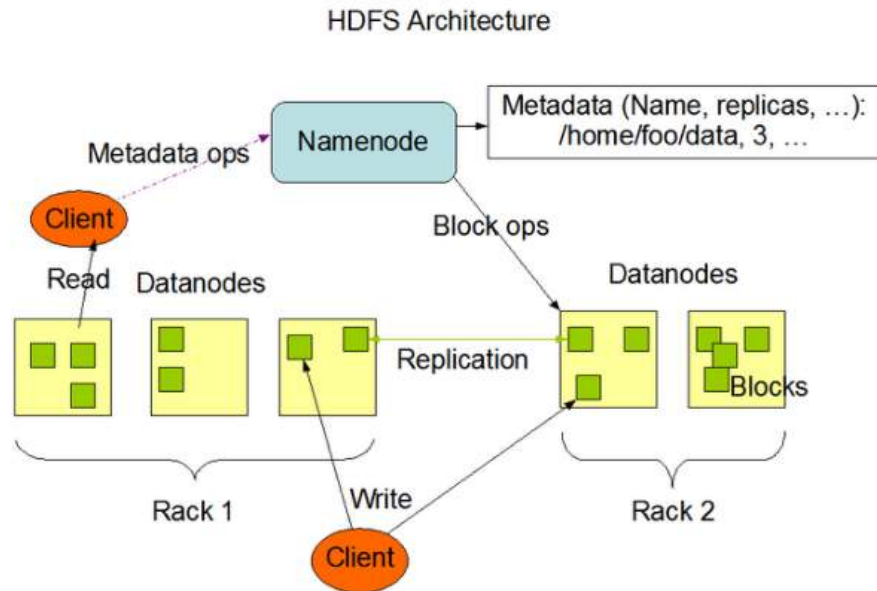 HDFS Architecture
Metadata (Name, replicas, ...):
/home/foo/data, 3, ...
Namenode
Metadata ops
Client
Block ops
Read
Datanodes
Datanodes
Replication
Blocks
Rack 1
Write
Rack 2
Client